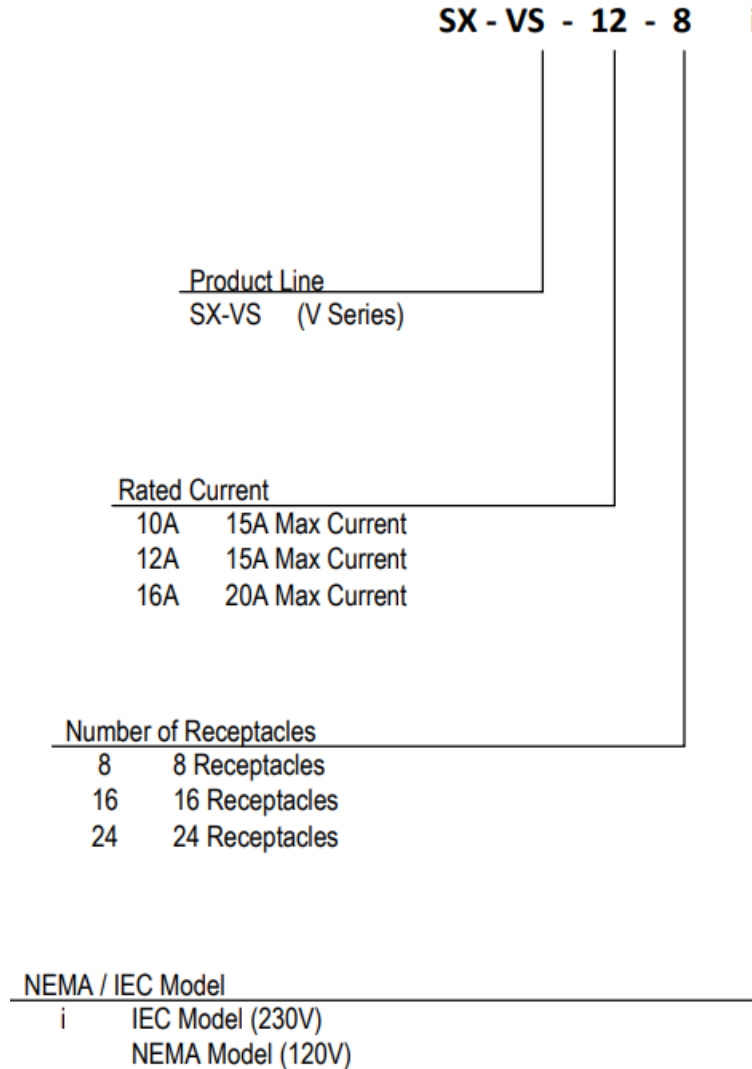 SX - VS - 12 - 8 i
Product Line
SX-VS (V Series)
Rated Current
10A 15A Max Current
12A 15A Max Current
16A 20A Max Current
Number of Receptacles
8 8 Receptacles
16 16 Receptacles
24 24 Receptacles
NEMA / IEC Model
i IEC Model (230V)
NEMA Model (120V)